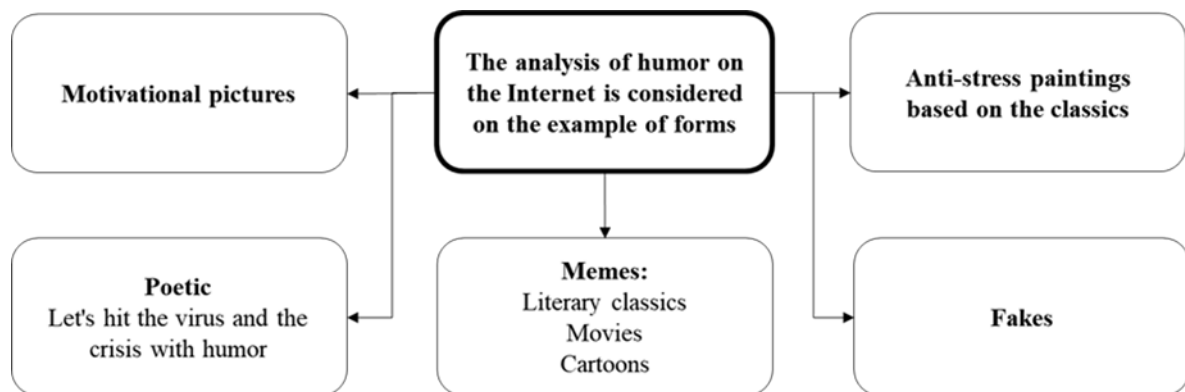 Motivational pictures
The analysis of humor on
the Internet is considered
on the example of forms
Anti-stress paintings
based on the classics
Poetic
Let's hit the virus and the
crisis with humor
Memes:
Literary classics
Movies
Cartoons
Fakes